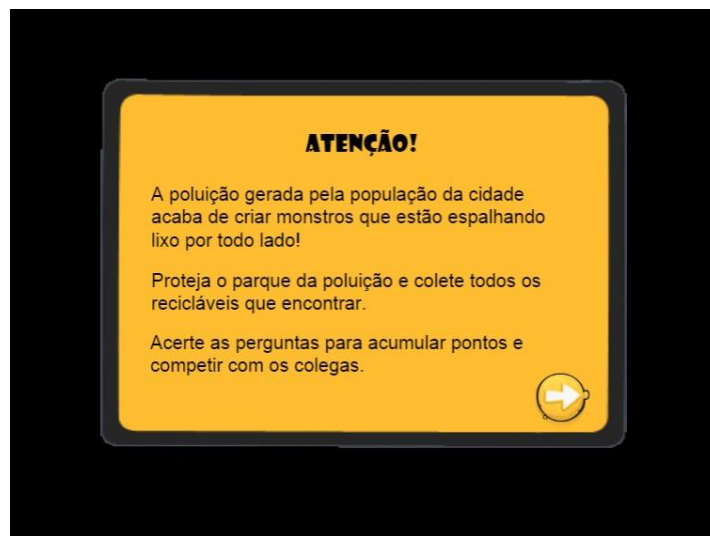 ATENÇÃO!
A poluição gerada pela população da cidade
acaba de criar monstros que estão espalhando
lixo por todo lado!
Proteja o parque da poluição e colete todos os
recicláveis que encontrar.
Acerte as perguntas para acumular pontos e
competir com os colegas.